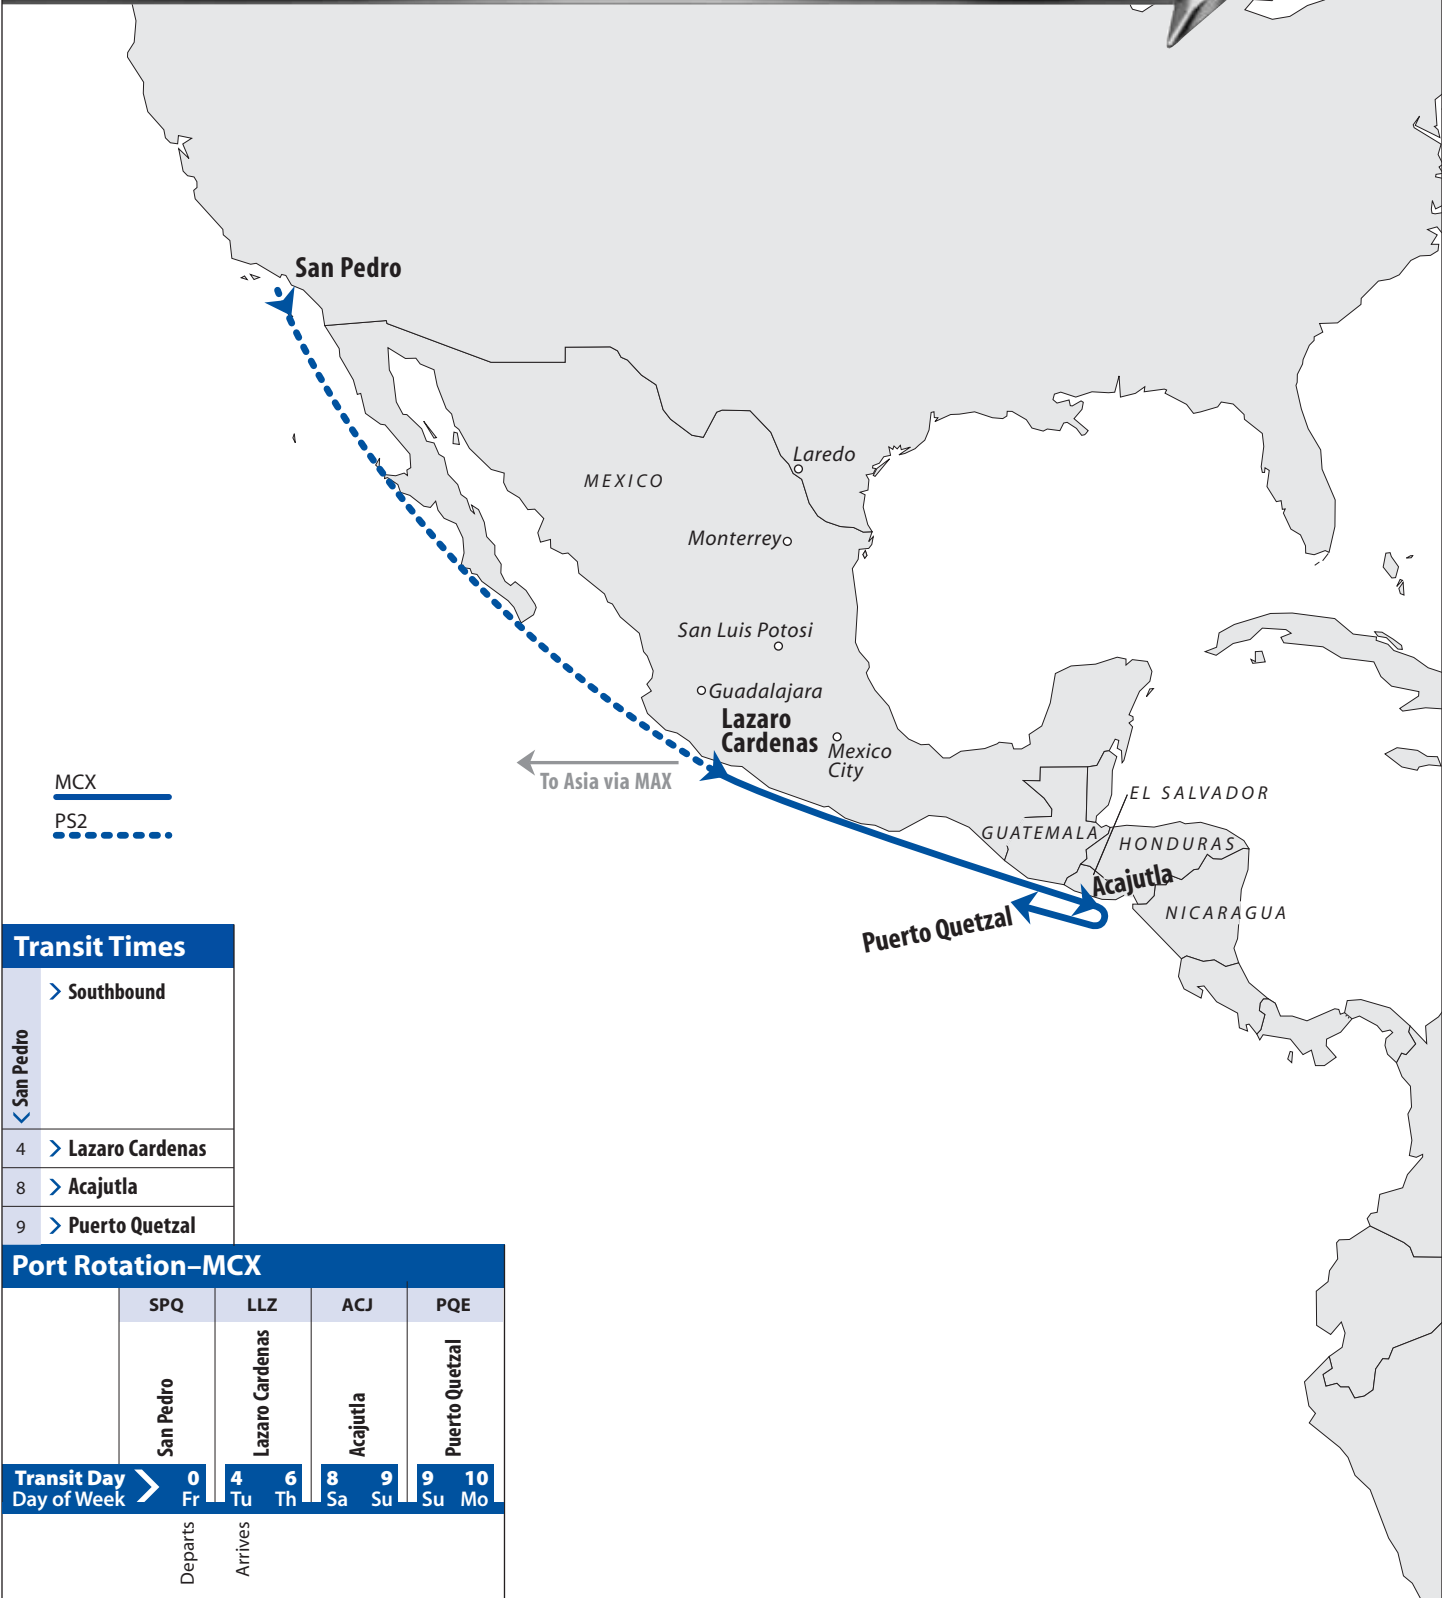 San Pedro
Laredo
MEXICO
Monterrey
San Luis Potosi
Guadalajara
Lazaro
Cardenas
Mexico
City
To Asia via MAX
MCX
PS2
EL SALVADOR
GUATEMALA
HONDURAS
Acajutla
NICARAGUA
Puerto Quetzal
Transit Times
Southbound
San Pedro
4 Lazaro Cardenas
8 Acajutla
9 Puerto Quetzal
Port Rotation–MCX
SPQ LLZ ACJ PQE
San Pedro
Lazaro Cardenas
Acajutla
Puerto Quetzal
Transit Day 0 4 6 8 9 9 10
Day of Week Fr Tu Th Sa Su Su Mo
Departs
Arrives